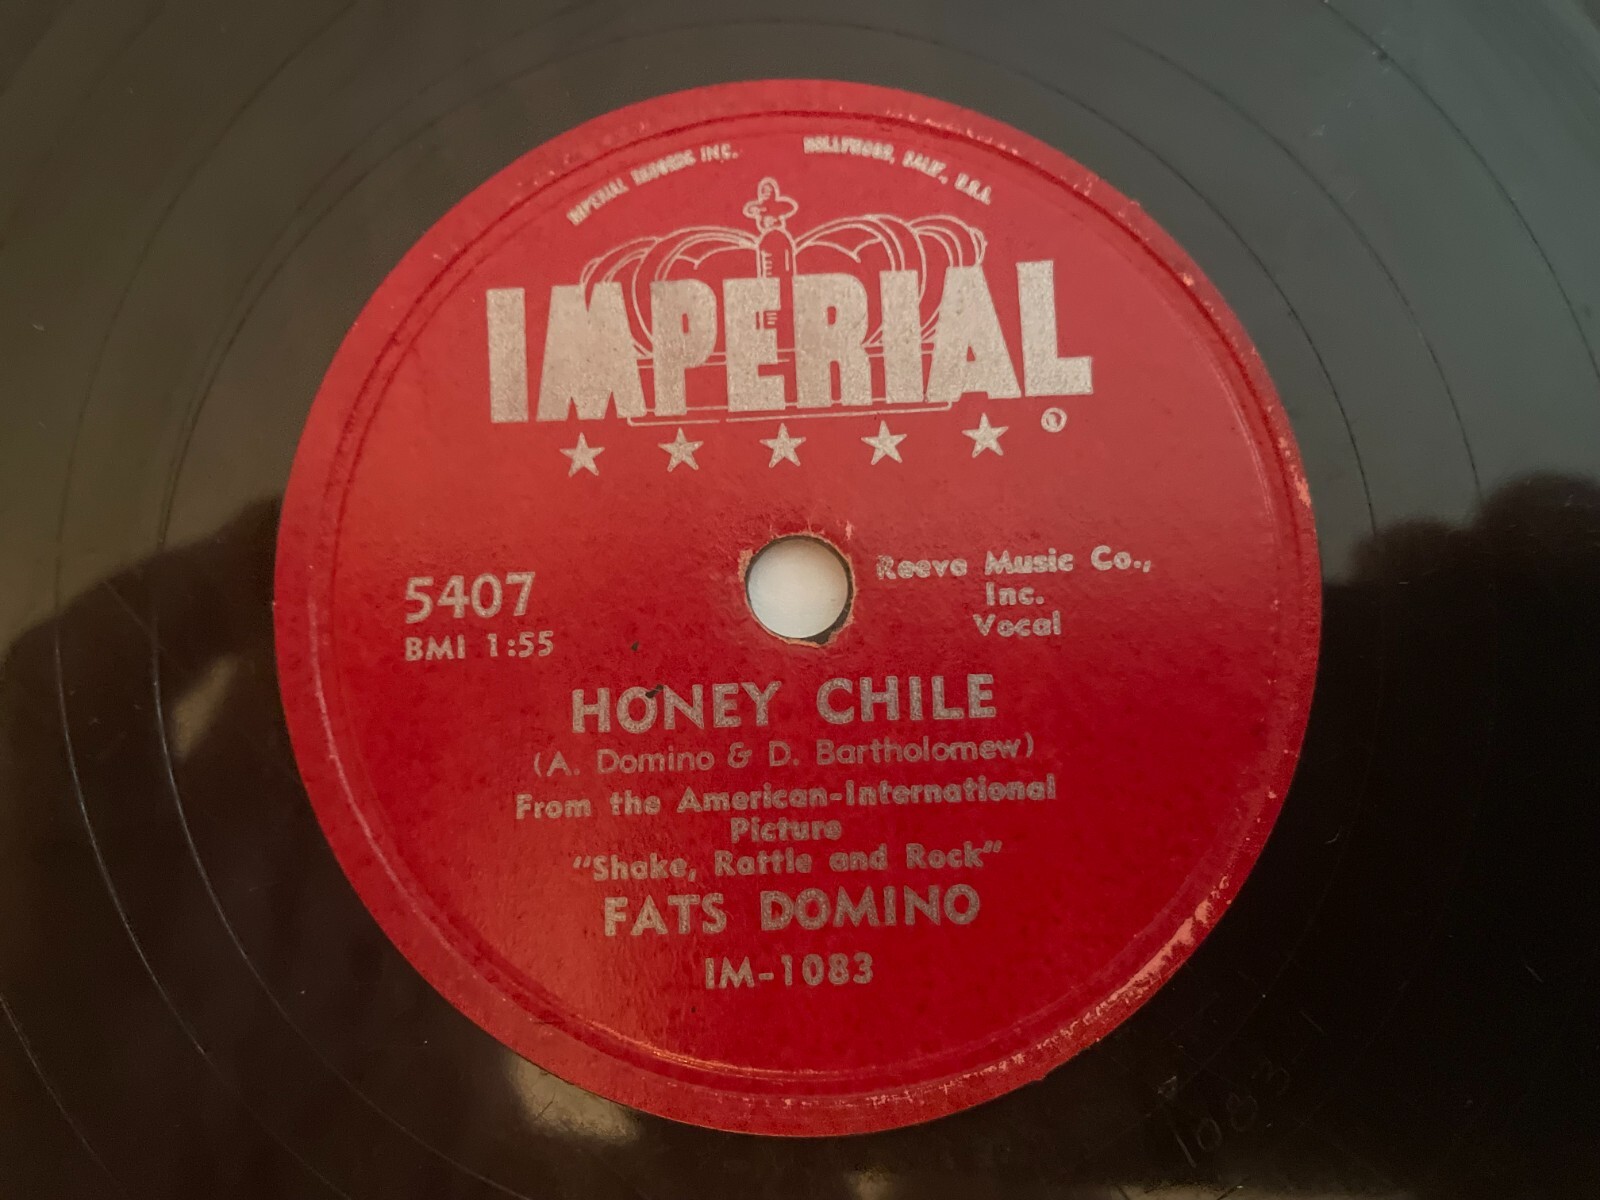 IMPERIAL RECORDS INC. HOLLYWOOD, CALIF., U.S.A.
IMPERIAL
®
5407
BMI 1:55
Reeve Music Co.,
Inc.
Vocal
HONEY CHILE
(A. Domino & D. Bartholomew)
From the American-International
Picture
"Shake, Rattle and Rock"
FATS DOMINO
IM-1083
1083